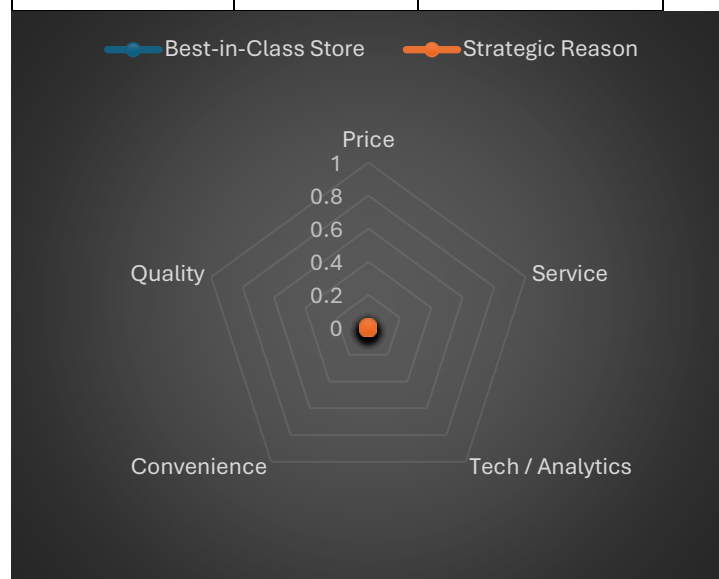 Best-in-Class Store Strategic Reason
Price
1
0.8
0.6
0.4
0.2
0
Quality
Service
Convenience
Tech / Analytics